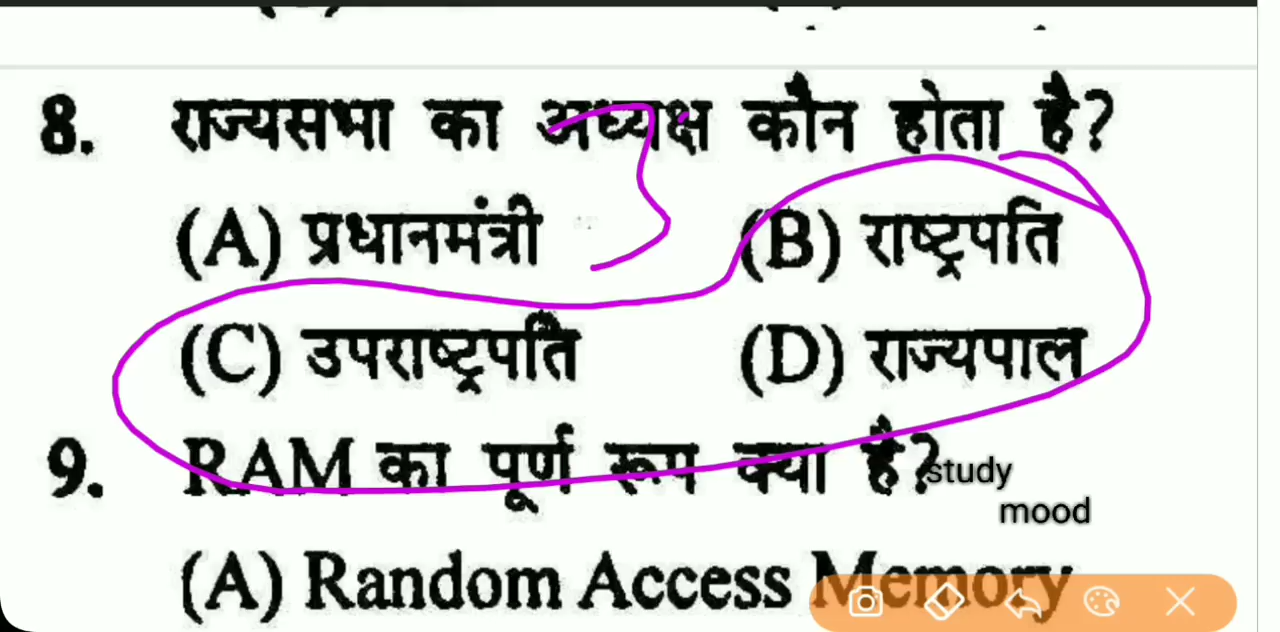 8. राज्यसभा का अध्यक्ष कौन होता है?
(A) प्रधानमंत्री (B) राष्ट्रपति
(C) उपराष्ट्रपति (D) राज्यपाल
9. RAM का पूर्ण रूप क्या है?
study
mood
(A) Random Access Memory